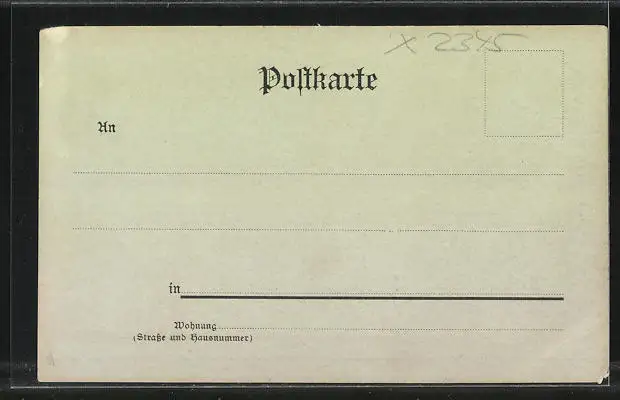 X 2345
Postkarte
An
in
Wohnung
(Straße und Hausnummer)